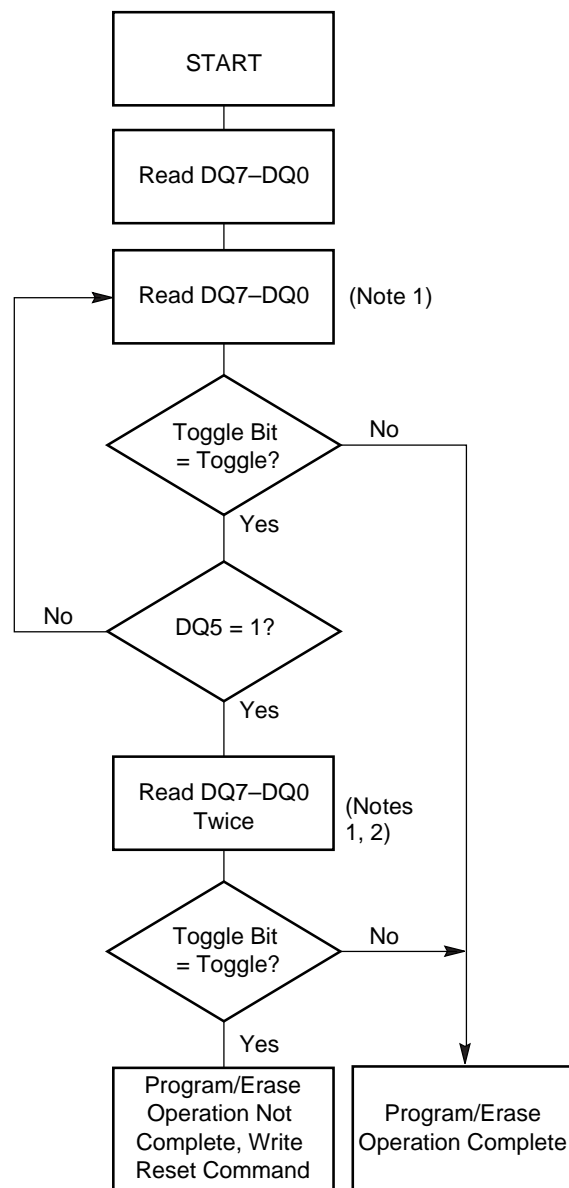 START
Read DQ7–DQ0
Read DQ7–DQ0
(Note 1)
Toggle Bit
= Toggle?
No
Yes
DQ5 = 1?
No
Yes
Read DQ7–DQ0
Twice
(Notes
1, 2)
Toggle Bit
= Toggle?
No
Yes
Program/Erase
Operation Not
Complete, Write
Reset Command
Program/Erase
Operation Complete